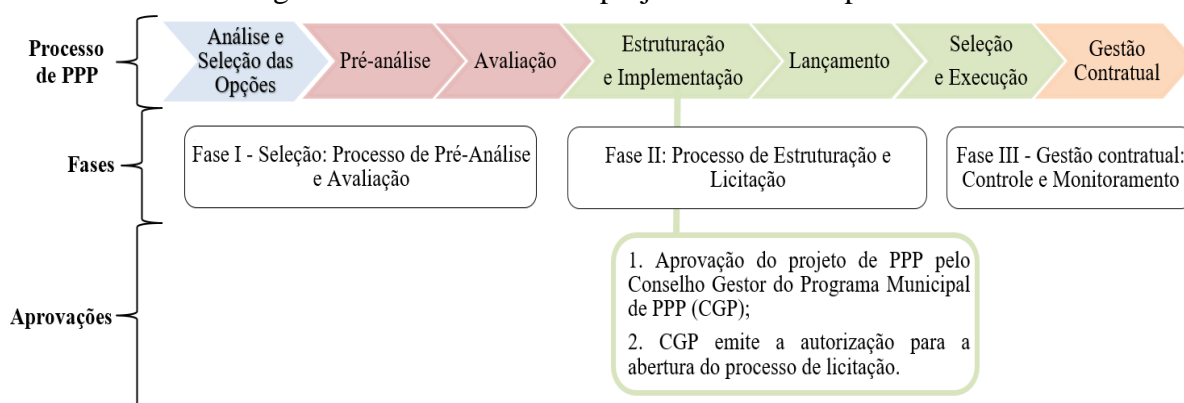 Processo
de PPP
Análise e
Seleção das
Opções
Pré-análise
Avaliação
Estruturação
e Implementação
Lançamento
Seleção
e Execução
Gestão
Contratual
Fases
Fase I - Seleção: Processo de Pré-Análise
e Avaliação
Fase II: Processo de Estruturação e
Licitação
Fase III - Gestão contratual:
Controle e Monitoramento
Aprovações
1. Aprovação do projeto de PPP pelo
Conselho Gestor do Programa Municipal
de PPP (CGP);
2. CGP emite a autorização para a
abertura do processo de licitação.